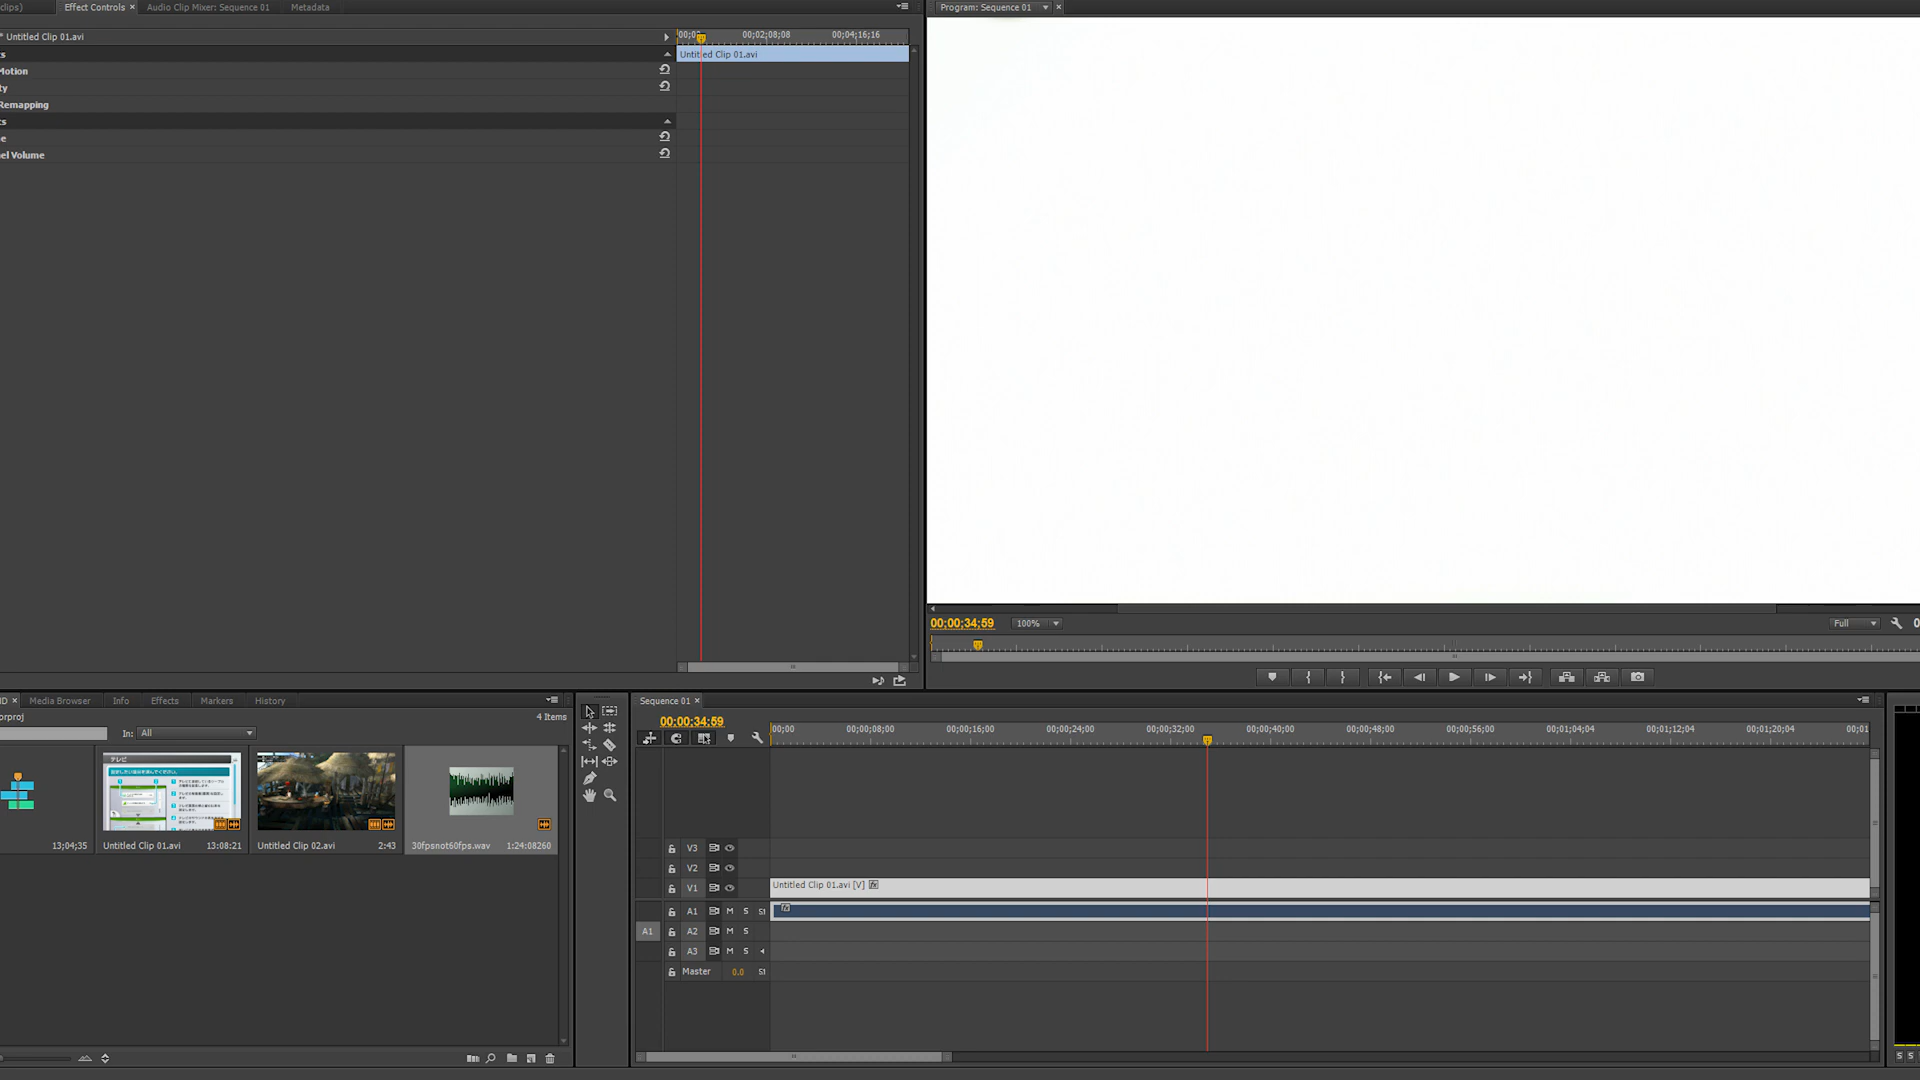 clips)
Effect Controls
Audio Clip Mixer: Sequence 01
Metadata
* Untitled Clip 01.avi
00;00
00;02;08;08
00;04;16;16
Untitled Clip 01.avi
Motion
ty
Remapping
ts
e
el Volume
Program: Sequence 01
00;00;34;59
100%
Full
Media Browser
Info
Effects
Markers
History
orproj
4 Items
In: All
テレビ
13;04;35
Untitled Clip 01.avi
13:08:21
Untitled Clip 02.avi
2:43
30fpsnot60fps.wav
1:24:08260
Sequence 01
00;00;34;59
00;00
00;00;08;00
00;00;16;00
00;00;24;00
00;00;32;00
00;00;40;00
00;00;48;00
00;00;56;00
00;01;04;04
00;01;12;04
00;01;20;04
00;01
V3
V2
V1
Untitled Clip 01.avi [V] fx
A1 M S
A1 A2 M S
A3 M S
Master 0.0
S S